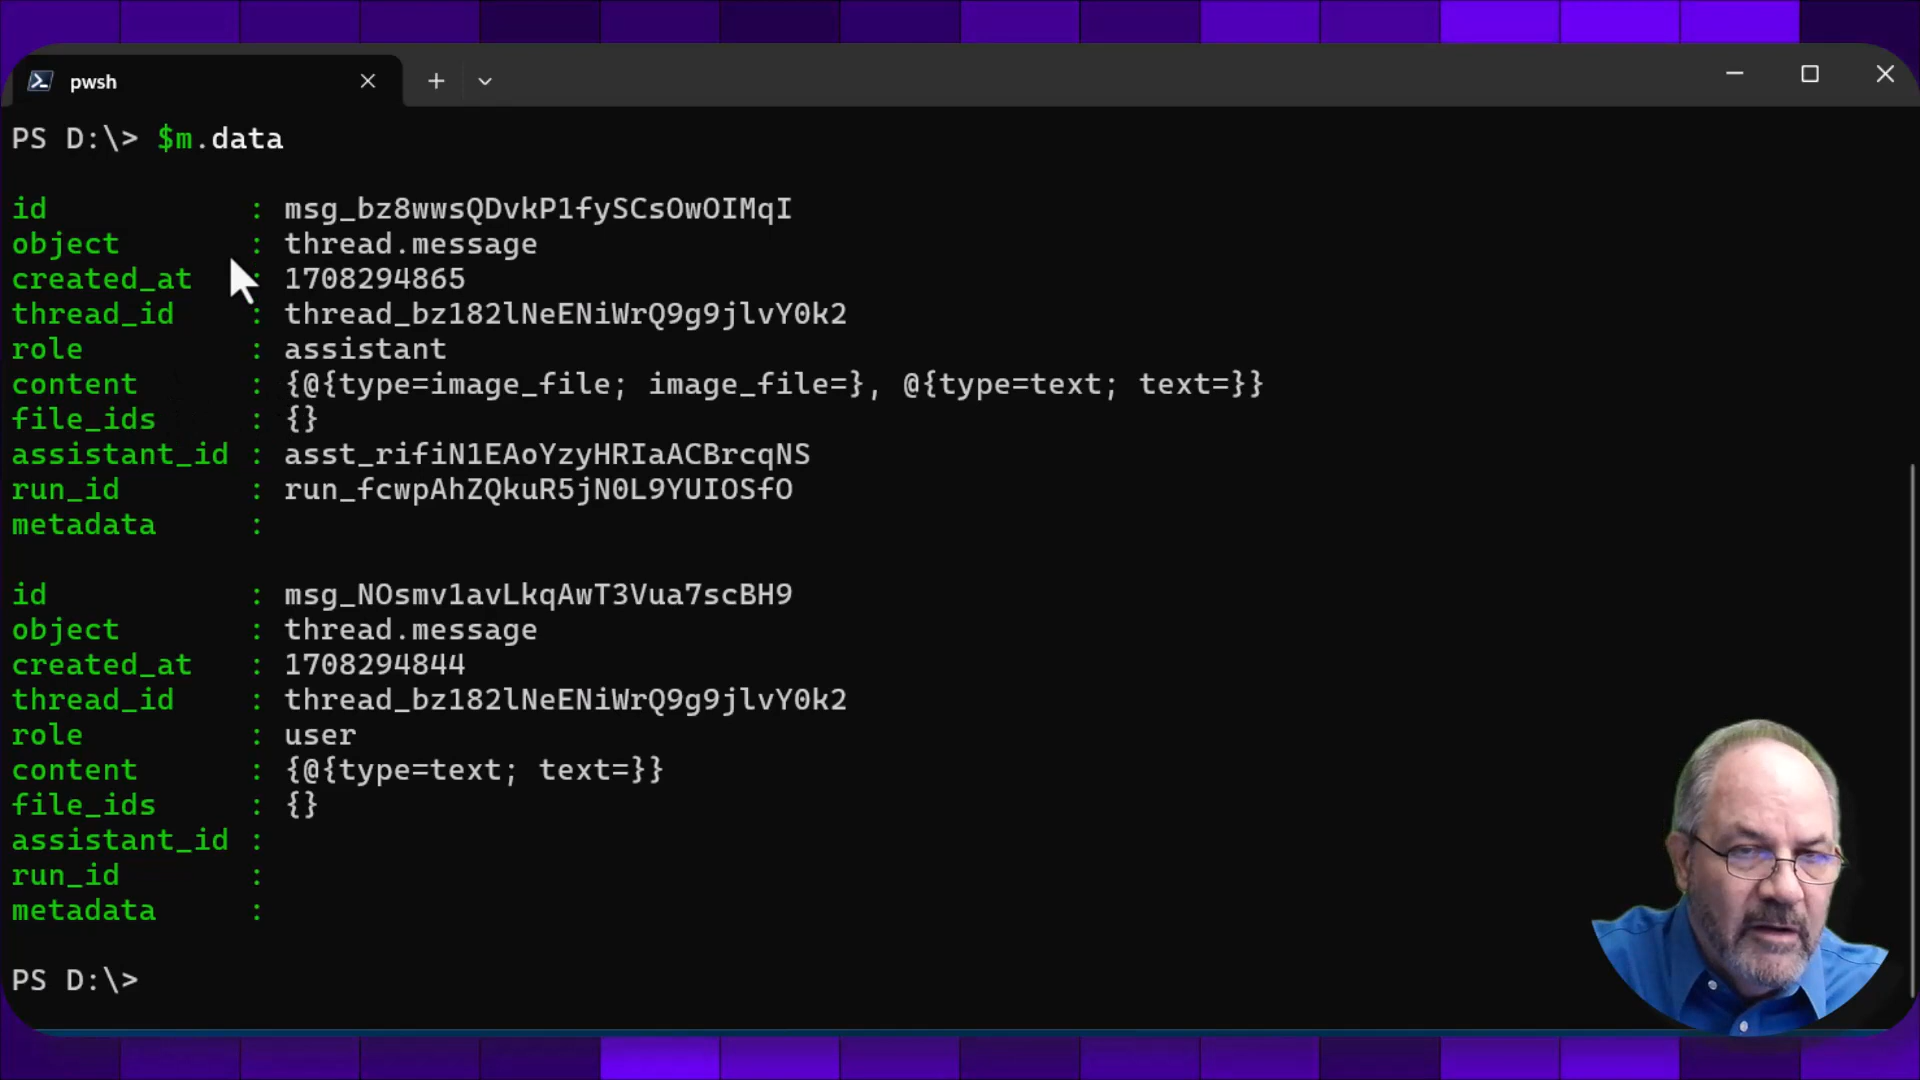 pwsh
PS D:\> $m.data
id : msg_bz8wwsQDvkP1fySCsOwOIMqI
object : thread.message
created_at : 1708294865
thread_id : thread_bz182lNeENiWrQ9g9jlvY0k2
role : assistant
content : {@{type=image_file; image_file=}, @{type=text; text=}}
file_ids : {}
assistant_id : asst_rifiN1EAoYzyHRIaACBrcqNS
run_id : run_fcwpAhZQkuR5jN0L9YUIOSfO
metadata :
id : msg_NOsmv1avLkqAwT3Vua7scBH9
object : thread.message
created_at : 1708294844
thread_id : thread_bz182lNeENiWrQ9g9jlvY0k2
role : user
content : {@{type=text; text=}}
file_ids : {}
assistant_id :
run_id :
metadata :
PS D:\>